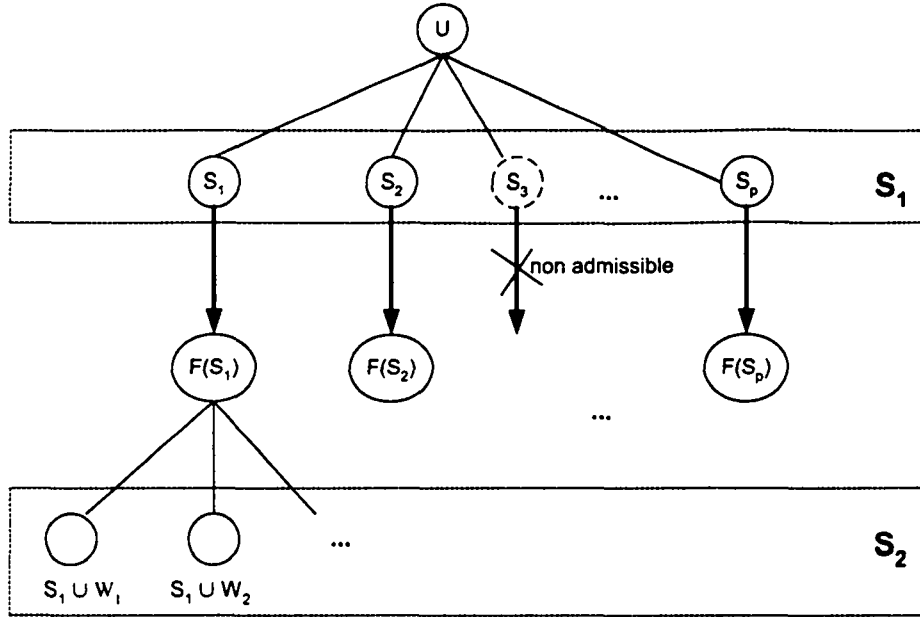 U
S₁ S₂ S₃ ... Sₚ S₁
non admissible
F(S₁) F(S₂) F(Sₚ)
...
... S₂
S₁ ∪ W₁ S₁ ∪ W₂